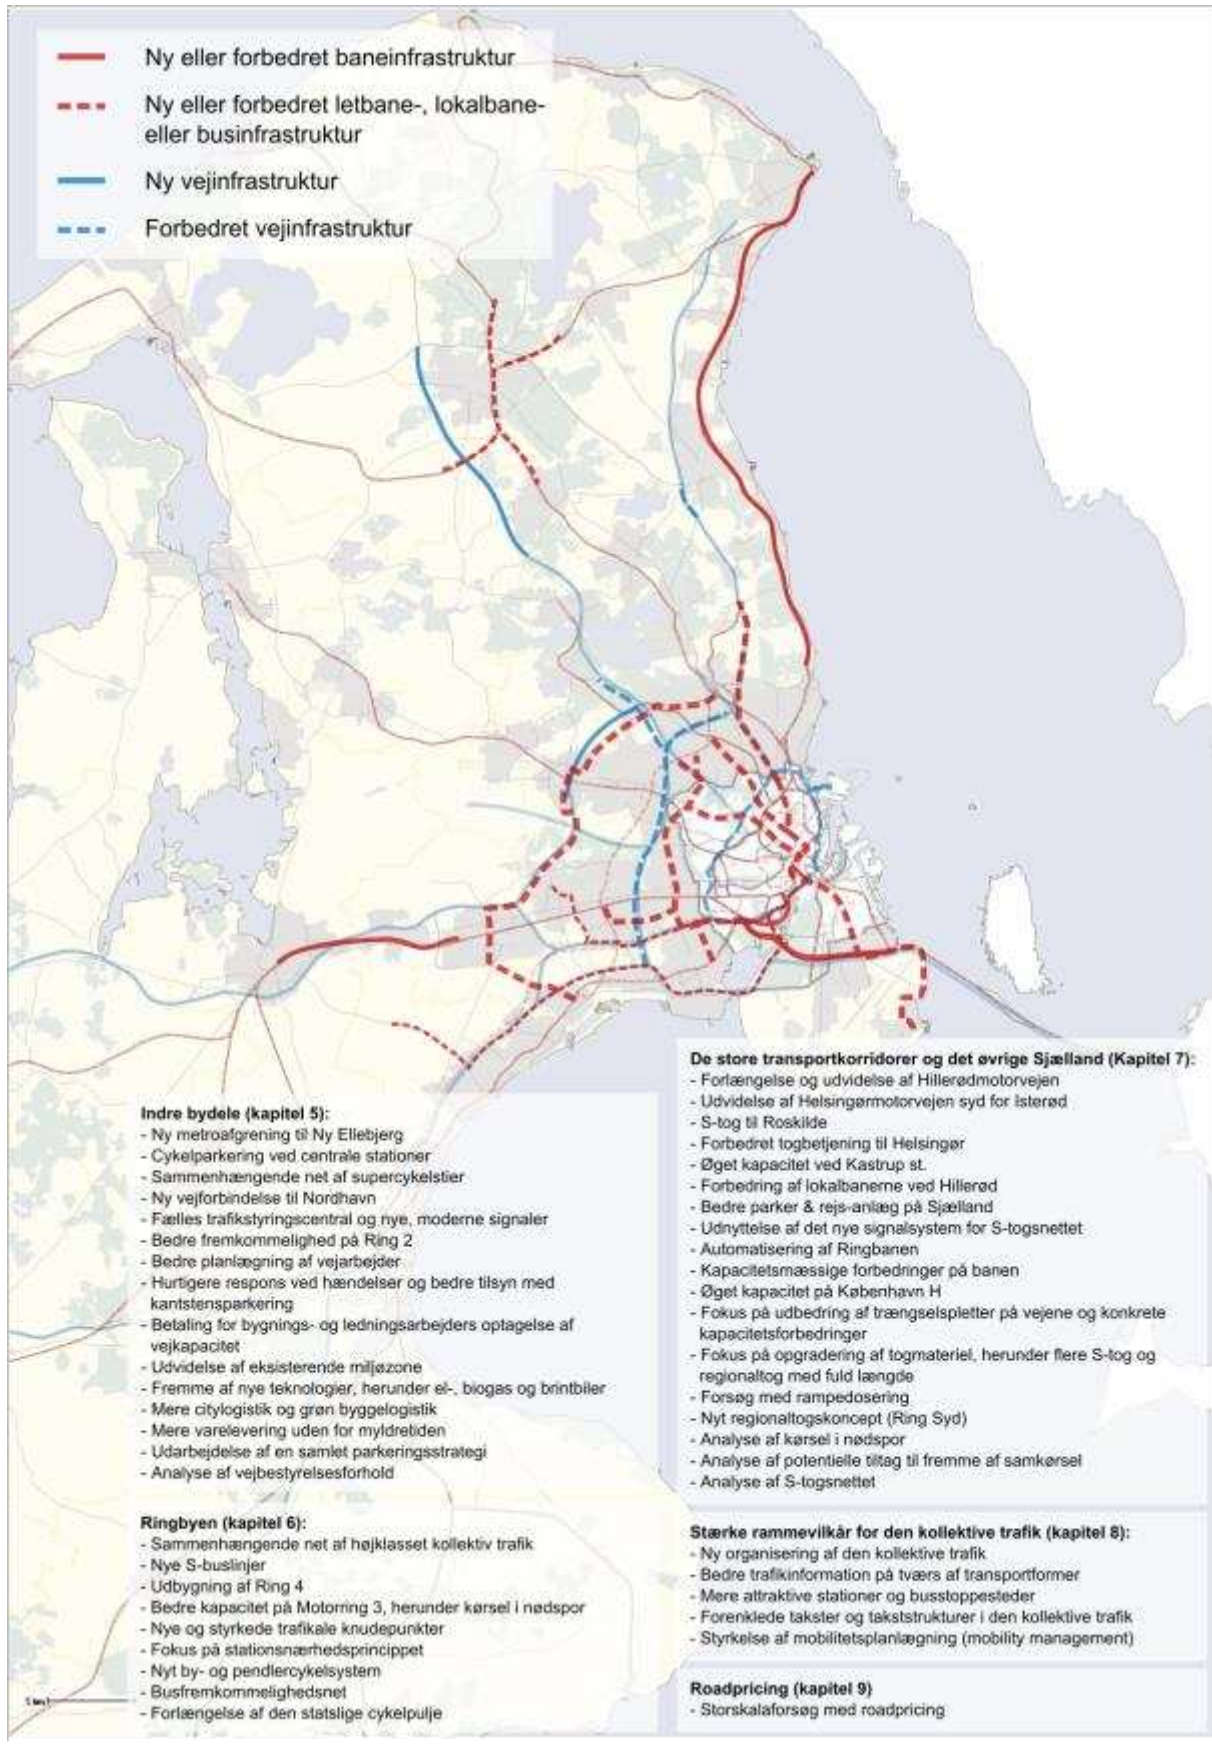 Ny eller forbedret baneinfrastruktur
Ny eller forbedret letbane-, lokalbane-
eller businfrastruktur
Ny vejinfrastruktur
Forbedret vejinfrastruktur
Indre bydele (kapitel 5):
- Ny metroafgrening til Ny Ellebjerg
- Cykelparkering ved centrale stationer
- Sammenhængende net af supercykelstier
- Ny vejforbindelse til Nordhavn
- Fælles trafikstyringscentral og nye, moderne signaler
- Bedre fremkommelighed på Ring 2
- Bedre planlægning af vejarbejder
- Hurtigere respons ved hændelser og bedre tilsyn med
kantstensparkering
- Betaling for bygnings- og ledningsarbejders optagelse af
vejkapacitet
- Udvidelse af eksisterende miljøzone
- Fremme af nye teknologier, herunder el-, biogas og brintbiler
- Mere citylogistik og grøn byggelogistik
- Mere varelevering uden for myldretiden
- Udarbejdelse af en samlet parkeringsstrategi
- Analyse af vejbestyrelsesforhold
Ringbyen (kapitel 6):
- Sammenhængende net af højklasset kollektiv trafik
- Nye S-buslinjer
- Udbygning af Ring 4
- Bedre kapacitet på Motorring 3, herunder kørsel i nødspor
- Nye og styrkede trafikale knudepunkter
- Fokus på stationsnærhedsprincippet
- Nyt by- og pendlercykelsystem
- Busfremkommelighedsnet
- Forlængelse af den statslige cykelpulje
De store transportkorridorer og det øvrige Sjælland (Kapitel 7):
- Forlængelse og udvidelse af Hillerødmotorvejen
- Udvidelse af Helsingørmotorvejen syd for Isterød
- S-tog til Roskilde
- Forbedret togbetjening til Helsingør
- Øget kapacitet ved Kastrup st.
- Forbedring af lokalbanerne ved Hillerød
- Bedre parker & rejs-anlæg på Sjælland
- Udnyttelse af det nye signalsystem for S-togsnettet
- Automatisering af Ringbanen
- Kapacitetsmæssige forbedringer på banen
- Øget kapacitet på København H
- Fokus på udbedring af trængselspletter på vejene og konkrete
kapacitetsforbedringer
- Fokus på opgradering af togmateriel, herunder flere S-tog og
regionaltog med fuld længde
- Forsøg med rampedosering
- Nyt regionaltogskoncept (Ring Syd)
- Analyse af kørsel i nødspor
- Analyse af potentielle tiltag til fremme af samkørsel
- Analyse af S-togsnettet
Stærke rammevilkår for den kollektive trafik (kapitel 8):
- Ny organisering af den kollektive trafik
- Bedre trafikinformation på tværs af transportformer
- Mere attraktive stationer og busstoppesteder
- Forenklede takster og takststrukturer i den kollektive trafik
- Styrkelse af mobilitetsplanlægning (mobility management)
Roadpricing (kapitel 9)
- Storskalaforsøg med roadpricing